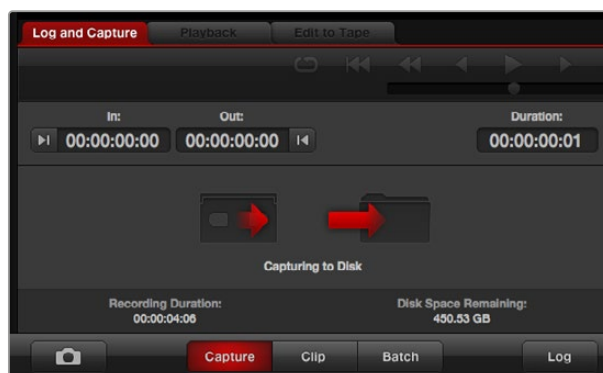 Log and Capture Playback Edit to Tape
In: Out: Duration:
00:00:00:00 00:00:00:00 00:00:00:01
Capturing to Disk
Recording Duration: Disk Space Remaining:
00:00:04:06 450.53 GB
Capture Clip Batch Log